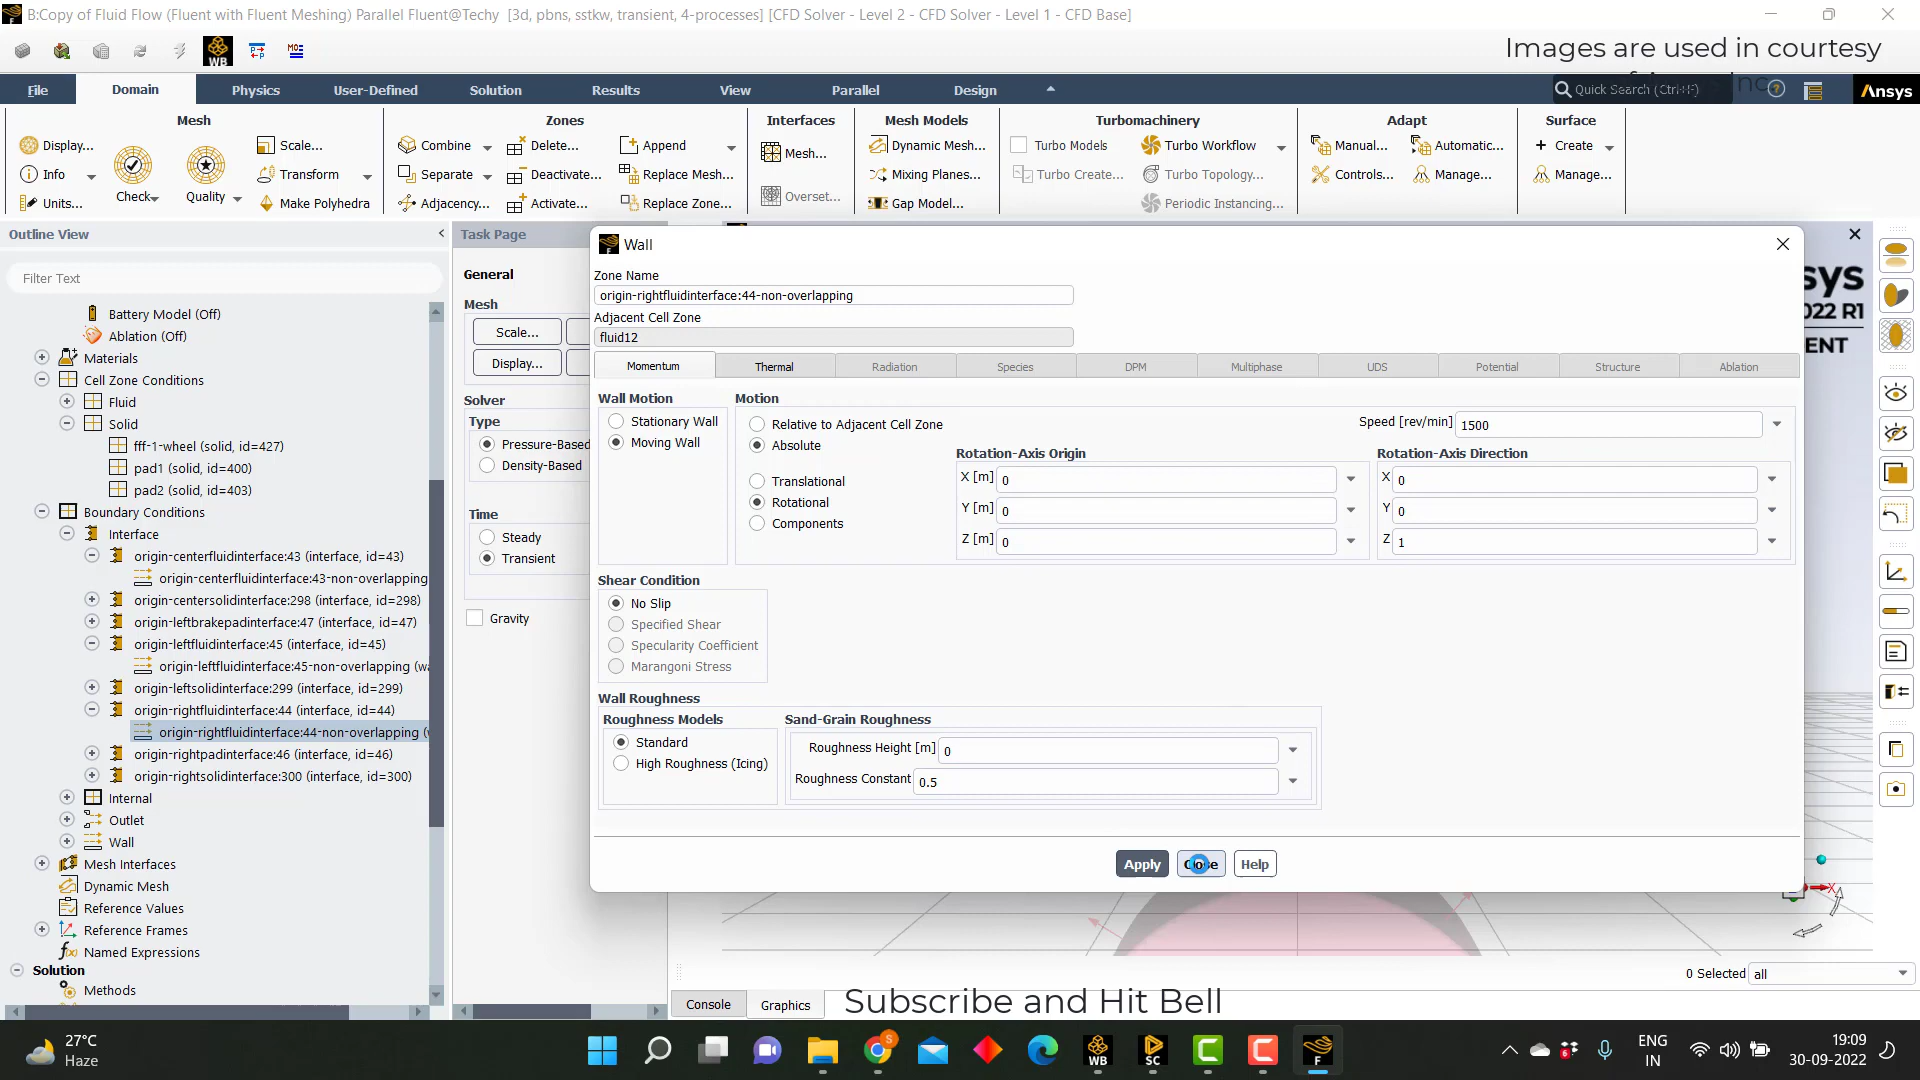 B:Copy of Fluid Flow (Fluent with Fluent Meshing) Parallel Fluent@Techy [3d, pbns, sstkw, transient, 4-processes] [CFD Solver - Level 2 - CFD Solver - Level 1 - CFD Base]
WB
Images are used in courtesy
File Domain Physics User-Defined Solution Results View Parallel Design
Quick Search (Ctrl+F)
Ansys
Mesh Zones Interfaces Mesh Models Turbomachinery Adapt Surface
Display... Scale... Combine Delete... Append Mesh... Dynamic Mesh... Turbo Models Turbo Workflow Manual... Automatic... Create
Info Transform Separate Deactivate... Replace Mesh... Mixing Planes... Turbo Create... Turbo Topology... Controls... Manage... Manage...
Check Quality
Units... Make Polyhedra Adjacency... Activate... Replace Zone... Overset... Gap Model... Periodic Instancing...
Outline View
Filter Text
Battery Model (Off)
Ablation (Off)
Materials
Cell Zone Conditions
Fluid
Solid
fff-1-wheel (solid, id=427)
pad1 (solid, id=400)
pad2 (solid, id=403)
Boundary Conditions
Interface
origin-centerfluidinterface:43 (interface, id=43)
origin-centerfluidinterface:43-non-overlapping
origin-centersolidinterface:298 (interface, id=298)
origin-leftbrakepadinterface:47 (interface, id=47)
origin-leftfluidinterface:45 (interface, id=45)
origin-leftfluidinterface:45-non-overlapping (wa
origin-leftsolidinterface:299 (interface, id=299)
origin-rightfluidinterface:44 (interface, id=44)
origin-rightfluidinterface:44-non-overlapping (w
origin-rightpadinterface:46 (interface, id=46)
origin-rightsolidinterface:300 (interface, id=300)
Internal
Outlet
Wall
Mesh Interfaces
Dynamic Mesh
Reference Values
Reference Frames
Named Expressions
Solution
Methods
Task Page
General
Mesh
Scale...
Display...
Solver
Type
Pressure-Based
Density-Based
Time
Steady
Transient
Gravity
Wall
Zone Name
origin-rightfluidinterface:44-non-overlapping
Adjacent Cell Zone
fluid12
Momentum Thermal Radiation Species DPM Multiphase UDS Potential Structure Ablation
Wall Motion
Stationary Wall
Moving Wall
Motion
Relative to Adjacent Cell Zone
Absolute
Translational
Rotational
Components
Speed [rev/min] 1500
Rotation-Axis Origin
X [m] 0
Y [m] 0
Z [m] 0
Rotation-Axis Direction
X 0
Y 0
Z 1
Shear Condition
No Slip
Specified Shear
Specularity Coefficient
Marangoni Stress
Wall Roughness
Roughness Models
Standard
High Roughness (Icing)
Sand-Grain Roughness
Roughness Height [m] 0
Roughness Constant 0.5
Apply Close Help
sys
022 R1
ENT
X
0 Selected all
Console Graphics
Subscribe and Hit Bell
27°C
Haze
S
WB SC F
6
ENG
IN
19:09
30-09-2022